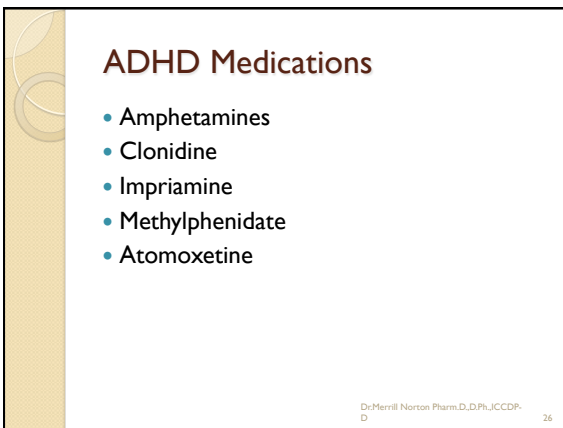 ADHD Medications
• Amphetamines
• Clonidine
• Impriamine
• Methylphenidate
• Atomoxetine
Dr.Merrill Norton Pharm.D.,D.Ph.,ICCDP-
D 26